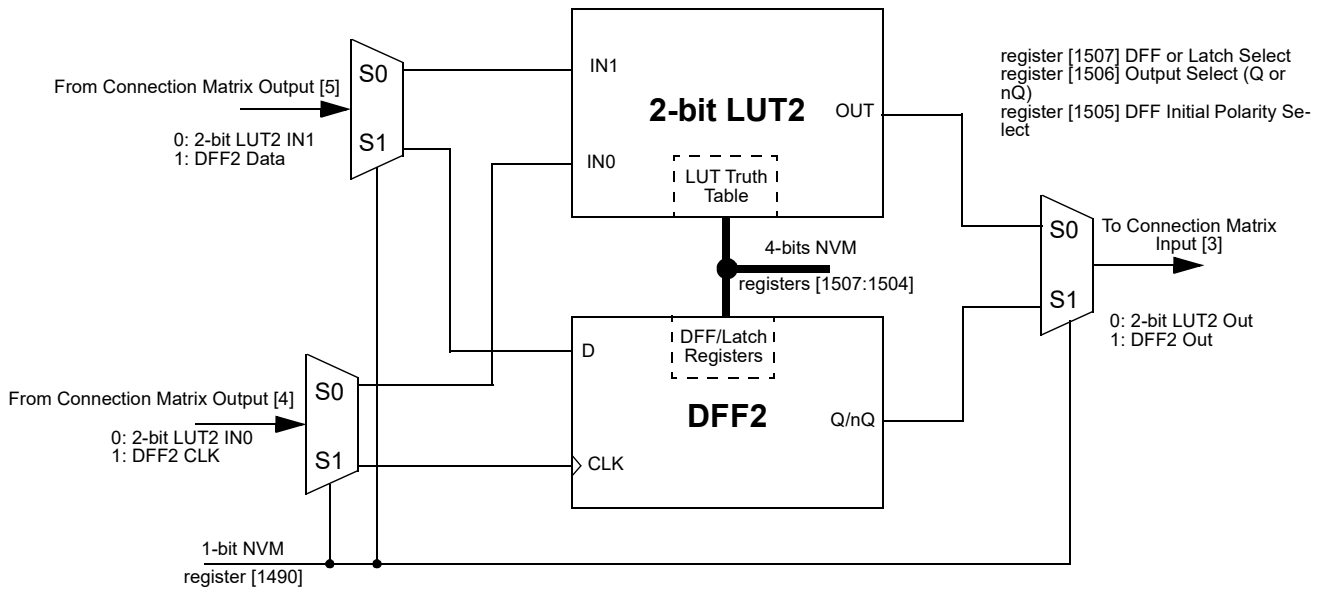 From Connection Matrix Output [5]
0: 2-bit LUT2 IN1
1: DFF2 Data
S0
S1
IN1
IN0
2-bit LUT2
OUT
LUT Truth
Table
register [1507] DFF or Latch Select
register [1506] Output Select (Q or
nQ)
register [1505] DFF Initial Polarity Se-
lect
4-bits NVM
registers [1507:1504]
S0
S1
To Connection Matrix
Input [3]
0: 2-bit LUT2 Out
1: DFF2 Out
From Connection Matrix Output [4]
0: 2-bit LUT2 IN0
1: DFF2 CLK
S0
S1
D
CLK
DFF/Latch
Registers
DFF2
Q/nQ
1-bit NVM
register [1490]